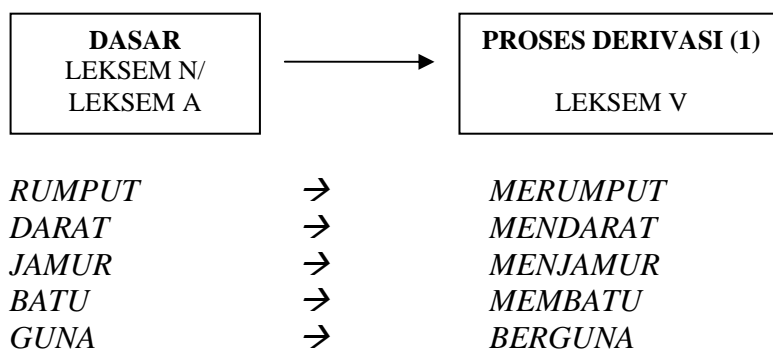 DASAR
LEKSEM N/
LEKSEM A
PROSES DERIVASI (1)
LEKSEM V
RUMPUT → MERUMPUT
DARAT → MENDARAT
JAMUR → MENJAMUR
BATU → MEMBATU
GUNA → BERGUNA